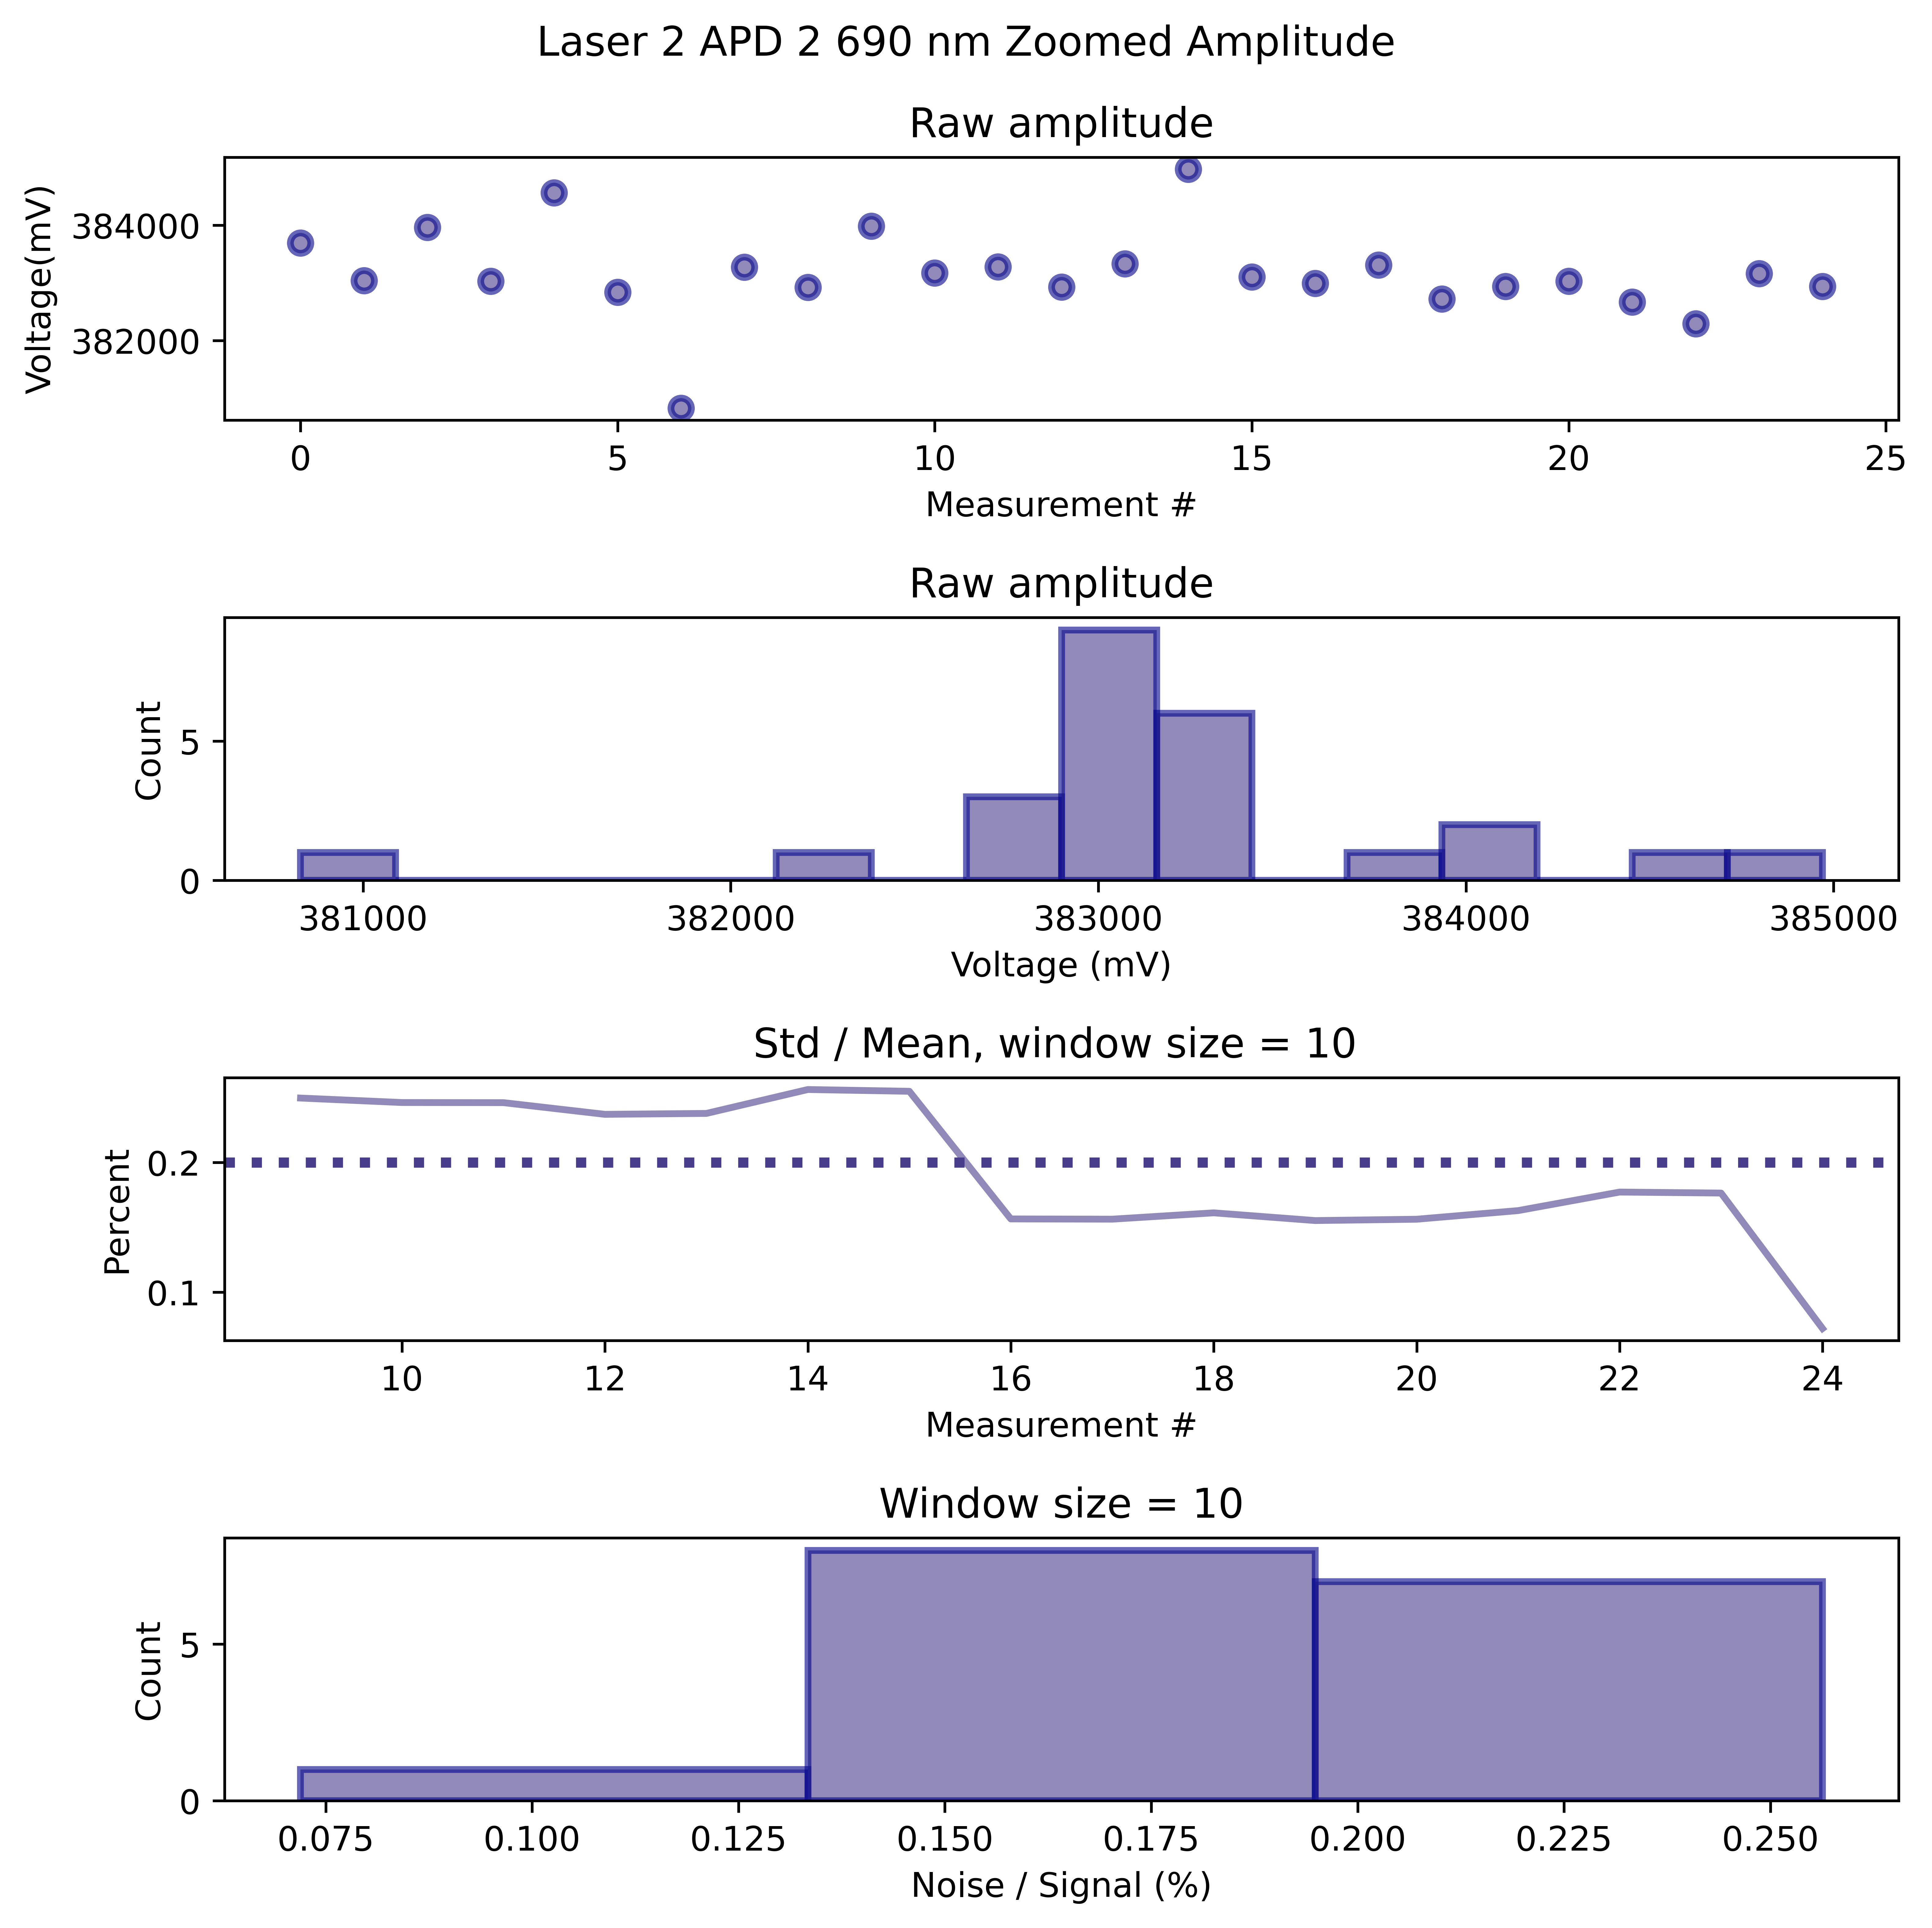 Laser 2 APD 2 690 nm Zoomed Amplitude
Raw amplitude
Voltage(mV)
384000
382000
0 5 10 15 20 25
Measurement #
Raw amplitude
Count
5
0
381000 382000 383000 384000 385000
Voltage (mV)
Std / Mean, window size = 10
Percent
0.2
0.1
10 12 14 16 18 20 22 24
Measurement #
Window size = 10
Count
5
0
0.075 0.100 0.125 0.150 0.175 0.200 0.225 0.250
Noise / Signal (%)